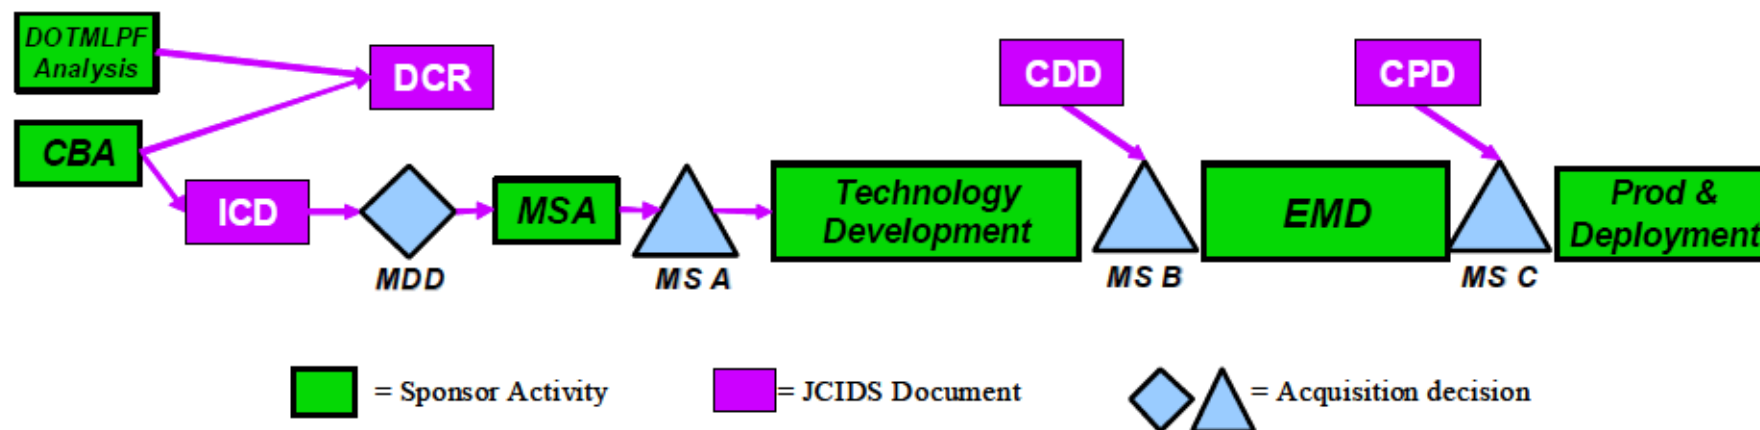 DOTMLPF
Analysis
DCR
CDD
CPD
CBA
ICD
MDD
MSA
MS A
Technology
Development
MS B
EMD
MS C
Prod &
Deployment
= Sponsor Activity
= JCIDS Document
= Acquisition decision